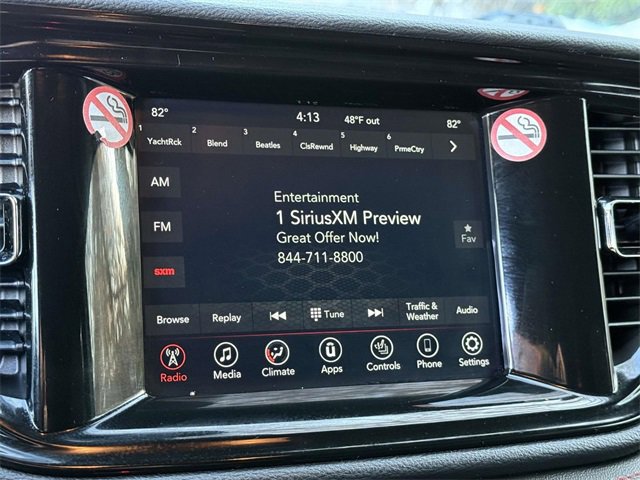 82° 4:13 48°F out 82°
1 YachtRck 2 Blend 3 Beatles 4 ClsRewnd 5 Highway 6 PrmeCtry
AM
FM
sxm
Entertainment
1 SiriusXM Preview
Great Offer Now!
844-711-8800
Fav
Browse Replay Tune Traffic & Weather Audio
Radio Media Climate Apps Controls Phone Settings